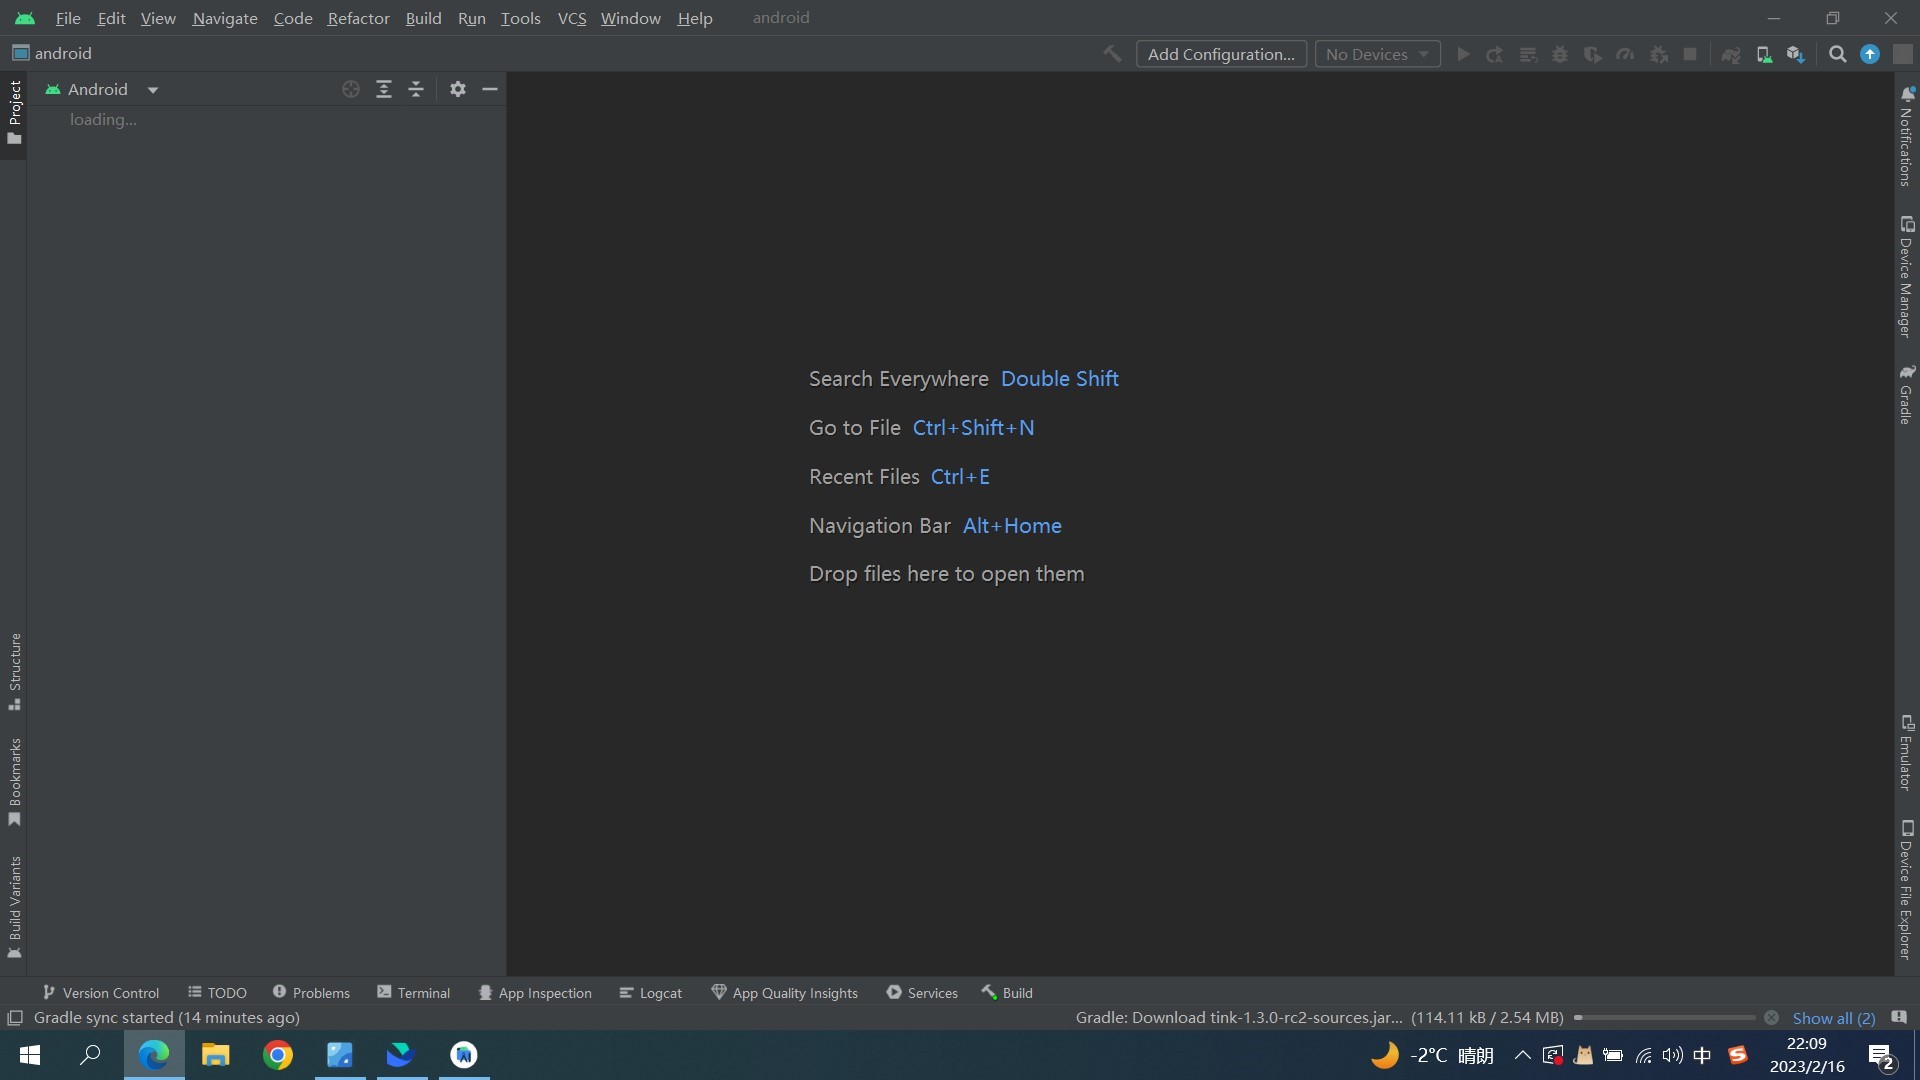 File Edit View Navigate Code Refactor Build Run Tools VCS Window Help android
android
Add Configuration... No Devices
Project
Android
loading...
Structure
Bookmarks
Build Variants
Search Everywhere Double Shift
Go to File Ctrl+Shift+N
Recent Files Ctrl+E
Navigation Bar Alt+Home
Drop files here to open them
Notifications
Device Manager
Gradle
Emulator
Device File Explorer
Version Control TODO Problems Terminal App Inspection Logcat App Quality Insights Services Build
Gradle sync started (14 minutes ago) Gradle: Download tink-1.3.0-rc2-sources.jar... (114.11 kB / 2.54 MB) Show all (2)
-2°C 晴朗 中 22:09
2023/2/16 2